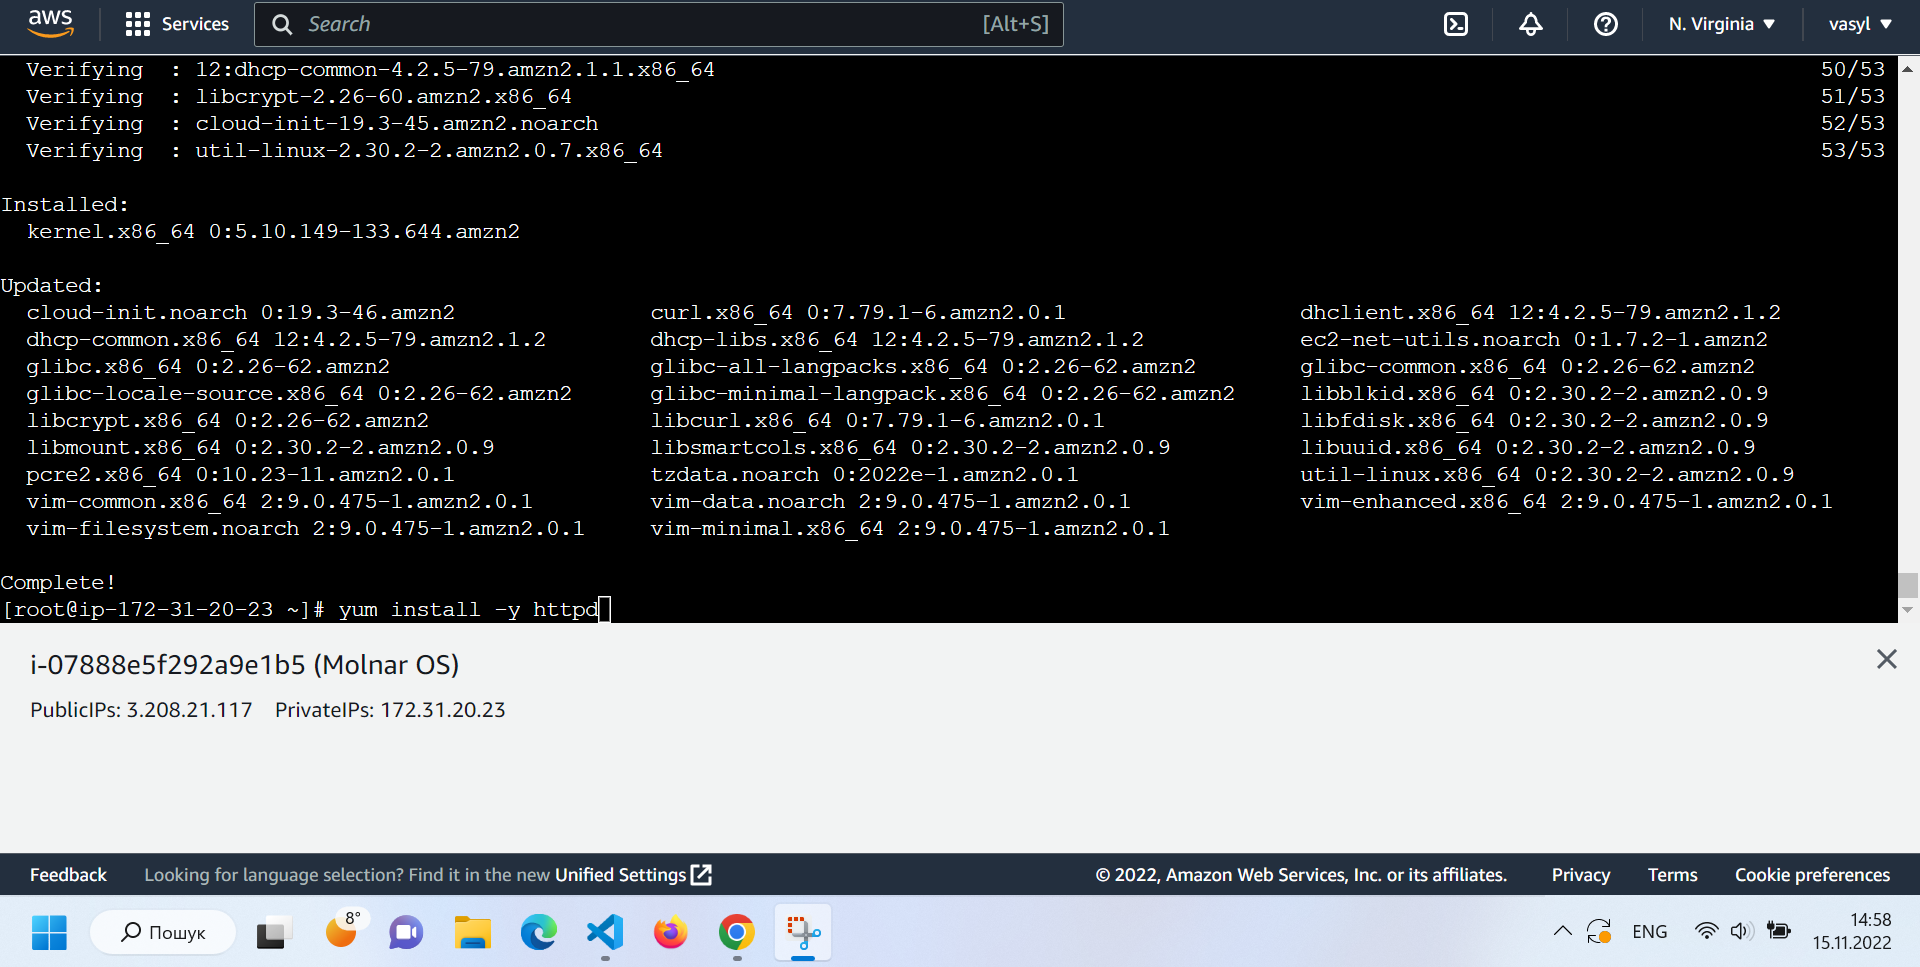 aws Services Search [Alt+S] N. Virginia vasyl
Verifying : 12:dhcp-common-4.2.5-79.amzn2.1.1.x86_64 50/53
Verifying : libcrypt-2.26-60.amzn2.x86_64 51/53
Verifying : cloud-init-19.3-45.amzn2.noarch 52/53
Verifying : util-linux-2.30.2-2.amzn2.0.7.x86_64 53/53
Installed:
kernel.x86_64 0:5.10.149-133.644.amzn2
Updated:
cloud-init.noarch 0:19.3-46.amzn2 curl.x86_64 0:7.79.1-6.amzn2.0.1 dhclient.x86_64 12:4.2.5-79.amzn2.1.2
dhcp-common.x86_64 12:4.2.5-79.amzn2.1.2 dhcp-libs.x86_64 12:4.2.5-79.amzn2.1.2 ec2-net-utils.noarch 0:1.7.2-1.amzn2
glibc.x86_64 0:2.26-62.amzn2 glibc-all-langpacks.x86_64 0:2.26-62.amzn2 glibc-common.x86_64 0:2.26-62.amzn2
glibc-locale-source.x86_64 0:2.26-62.amzn2 glibc-minimal-langpack.x86_64 0:2.26-62.amzn2 libblkid.x86_64 0:2.30.2-2.amzn2.0.9
libcrypt.x86_64 0:2.26-62.amzn2 libcurl.x86_64 0:7.79.1-6.amzn2.0.1 libfdisk.x86_64 0:2.30.2-2.amzn2.0.9
libmount.x86_64 0:2.30.2-2.amzn2.0.9 libsmartcols.x86_64 0:2.30.2-2.amzn2.0.9 libuuid.x86_64 0:2.30.2-2.amzn2.0.9
pcre2.x86_64 0:10.23-11.amzn2.0.1 tzdata.noarch 0:2022e-1.amzn2.0.1 util-linux.x86_64 0:2.30.2-2.amzn2.0.9
vim-common.x86_64 2:9.0.475-1.amzn2.0.1 vim-data.noarch 2:9.0.475-1.amzn2.0.1 vim-enhanced.x86_64 2:9.0.475-1.amzn2.0.1
vim-filesystem.noarch 2:9.0.475-1.amzn2.0.1 vim-minimal.x86_64 2:9.0.475-1.amzn2.0.1
Complete!
[root@ip-172-31-20-23 ~]# yum install -y httpd
i-07888e5f292a9e1b5 (Molnar OS)
PublicIPs: 3.208.21.117 PrivateIPs: 172.31.20.23
Feedback Looking for language selection? Find it in the new Unified Settings © 2022, Amazon Web Services, Inc. or its affiliates. Privacy Terms Cookie preferences
Пошук 8° ENG 14:58
15.11.2022